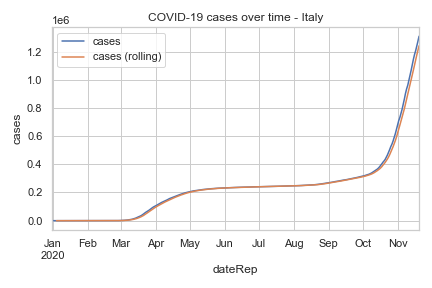 COVID-19 cases over time - Italy
1e6
cases
cases (rolling)
1.2
1.0
0.8
0.6
0.4
0.2
0.0
cases
Jan Feb Mar Apr May Jun Jul Aug Sep Oct Nov
2020
dateRep